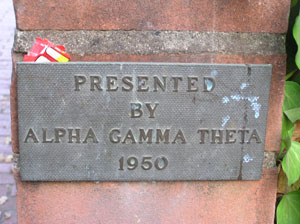 PRESENTED
BY
ALPHA GAMMA THETA
1950